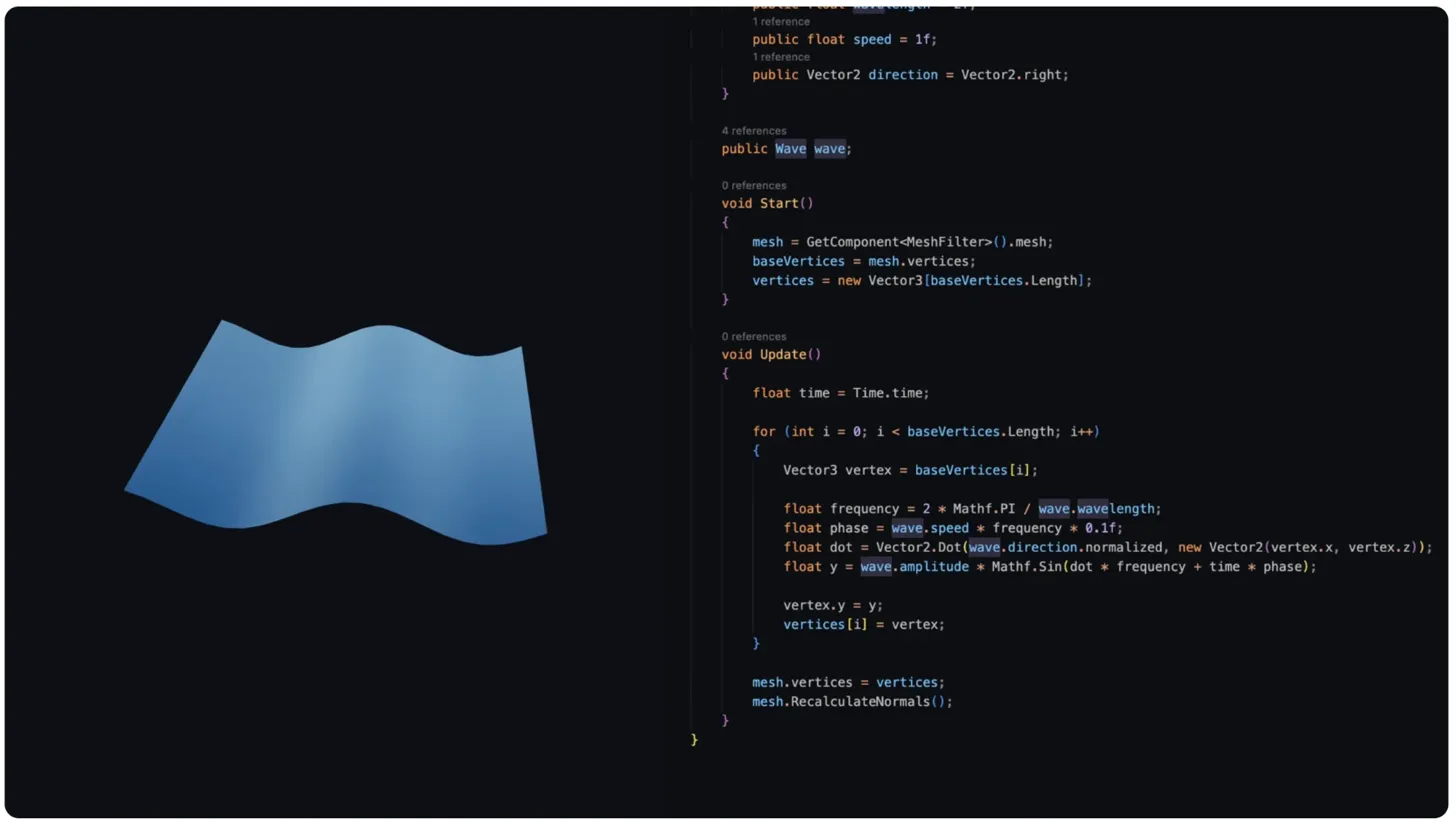 public float wavelength = 2f;
1 reference
public float speed = 1f;
1 reference
public Vector2 direction = Vector2.right;
}
4 references
public Wave wave;
0 references
void Start()
{
mesh = GetComponent<MeshFilter>().mesh;
baseVertices = mesh.vertices;
vertices = new Vector3[baseVertices.Length];
}
0 references
void Update()
{
float time = Time.time;
for (int i = 0; i < baseVertices.Length; i++)
{
Vector3 vertex = baseVertices[i];
float frequency = 2 * Mathf.PI / wave.wavelength;
float phase = wave.speed * frequency * 0.1f;
float dot = Vector2.Dot(wave.direction.normalized, new Vector2(vertex.x, vertex.z));
float y = wave.amplitude * Mathf.Sin(dot * frequency + time * phase);
vertex.y = y;
vertices[i] = vertex;
}
mesh.vertices = vertices;
mesh.RecalculateNormals();
}
}